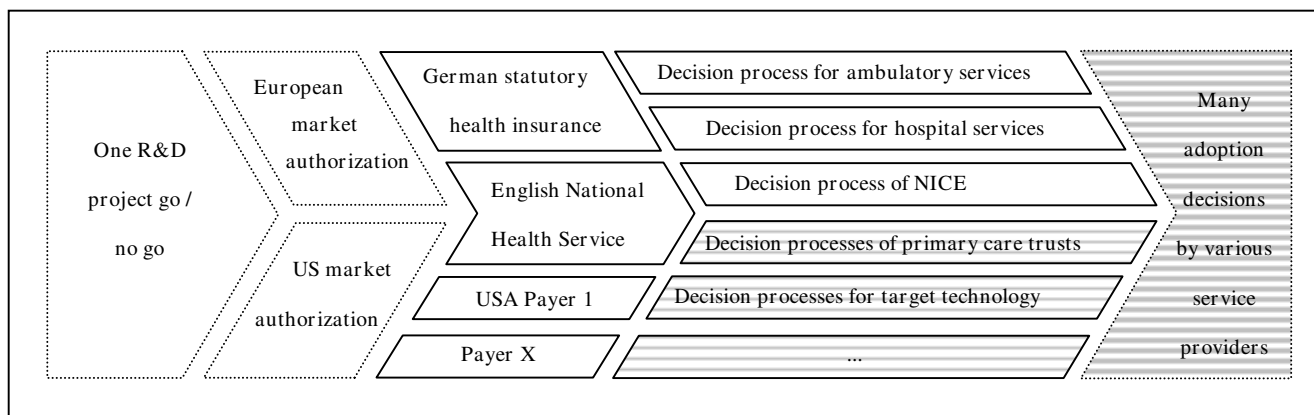 One R&D
project go /
no go
European
market
authorization
US market
authorization
German statutory
health insurance
English National
Health Service
USA Payer 1
Payer X
Decision process for ambulatory services
Decision process for hospital services
Decision process of NICE
Decision processes of primary care trusts
Decision processes for target technology
...
Many
adoption
decisions
by various
service
providers